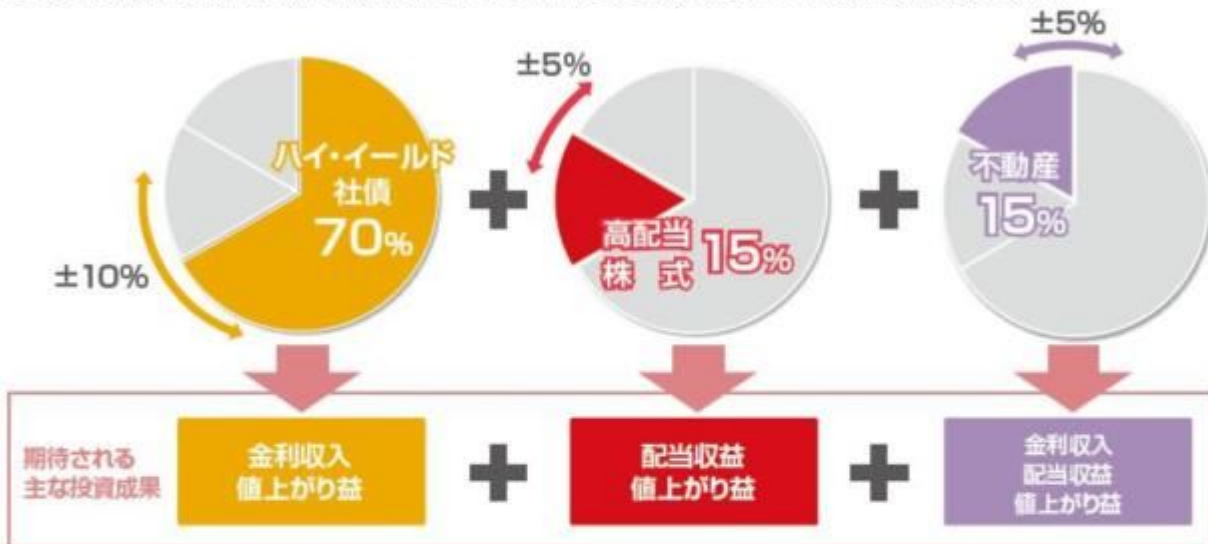 ±5%
±5%
ハイ・イールド
社債
70%
±10%
高配当
株 式
15%
不動産
15%
期待される
主な投資成果
金利収入
値上がり益
配当収益
値上がり益
金利収入
配当収益
値上がり益